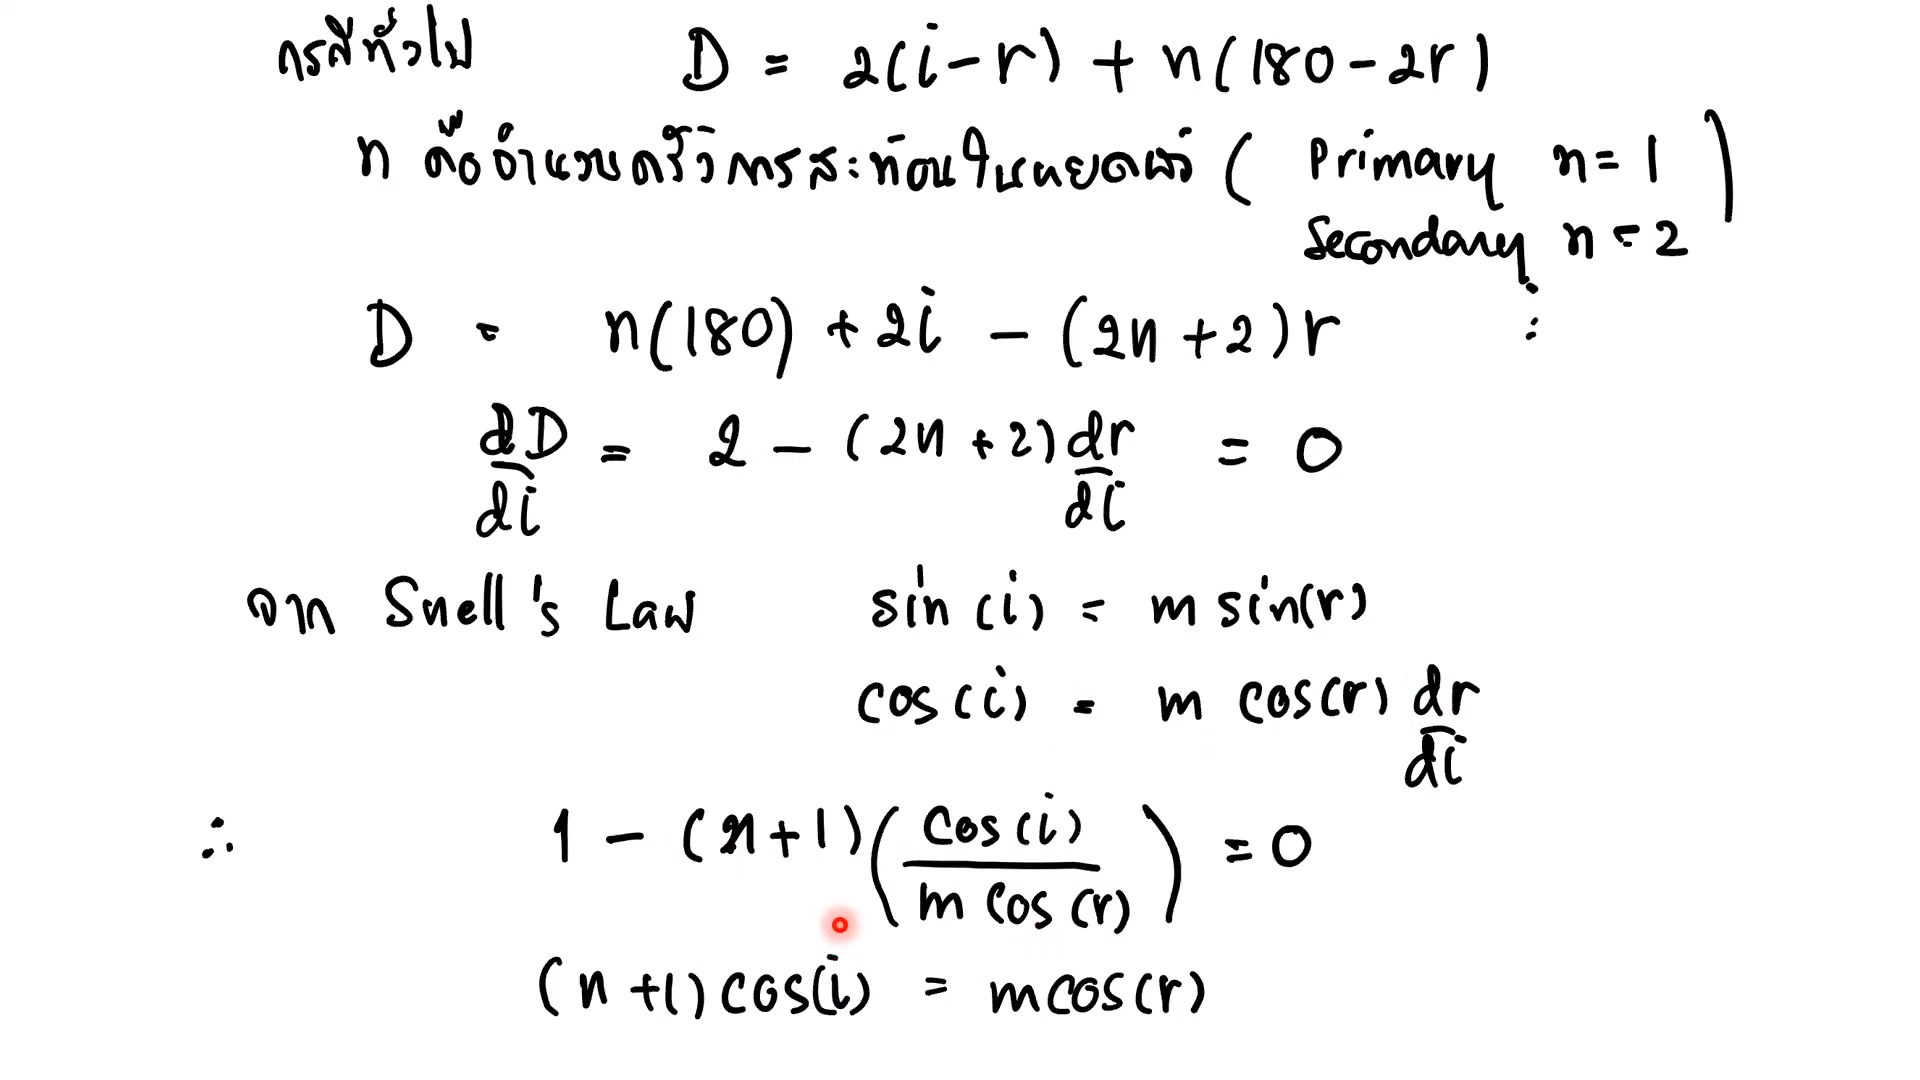 กรณีทั่วไป D = 2(i-r) + n(180-2r)
n คือจำนวนครั้งการสะท้อนในหยดน้ำ ( Primary n=1
Secondary n=2 )
D = n(180) + 2i - (2n+2)r
dD/di = 2 - (2n+2) dr/di = 0
จาก Snell's Law sin(i) = m sin(r)
cos(i) = m cos(r) dr/di
∴ 1 - (n+1)(cos(i)/m cos(r)) = 0
(n+1)cos(i) = mcos(r)